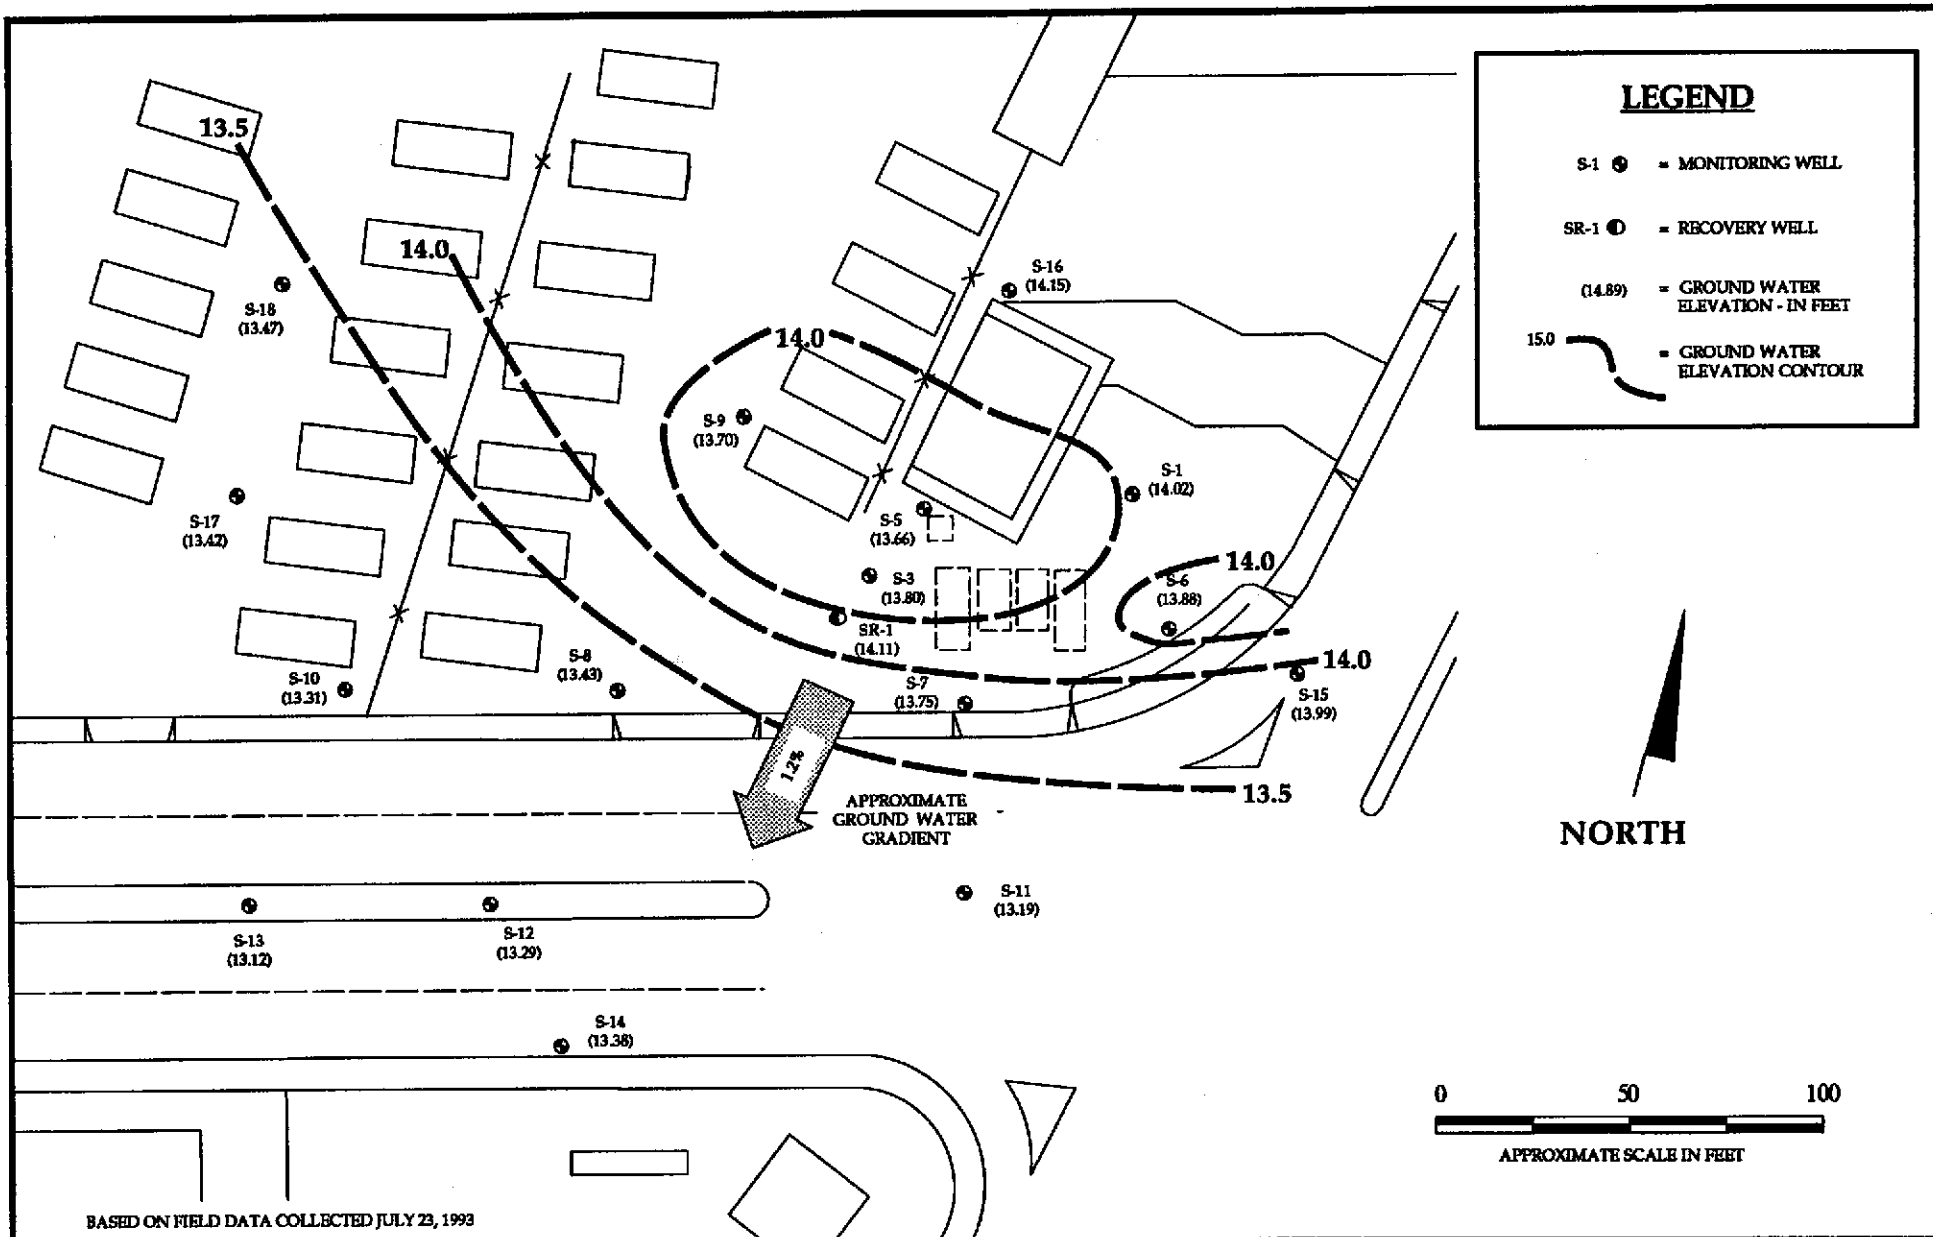 LEGEND
S-1 = MONITORING WELL
SR-1 = RECOVERY WELL
(14.89) = GROUND WATER
ELEVATION - IN FEET
15.0 = GROUND WATER
ELEVATION CONTOUR
13.5
14.0
S-16
(14.15)
S-18
(13.47)
14.0
S-9
(13.70)
S-1
(14.02)
S-17
(13.42)
S-5
(13.66)
14.0
S-3
(13.80)
S-6
(13.88)
SR-1
(14.11)
S-8
(13.43)
14.0
S-10
(13.31)
S-7
(13.75)
S-15
(13.99)
1.2%
13.5
APPROXIMATE
GROUND WATER
GRADIENT
NORTH
S-11
(13.19)
S-13
(13.12)
S-12
(13.29)
S-14
(13.38)
0 50 100
APPROXIMATE SCALE IN FEET
BASED ON FIELD DATA COLLECTED JULY 23, 1993